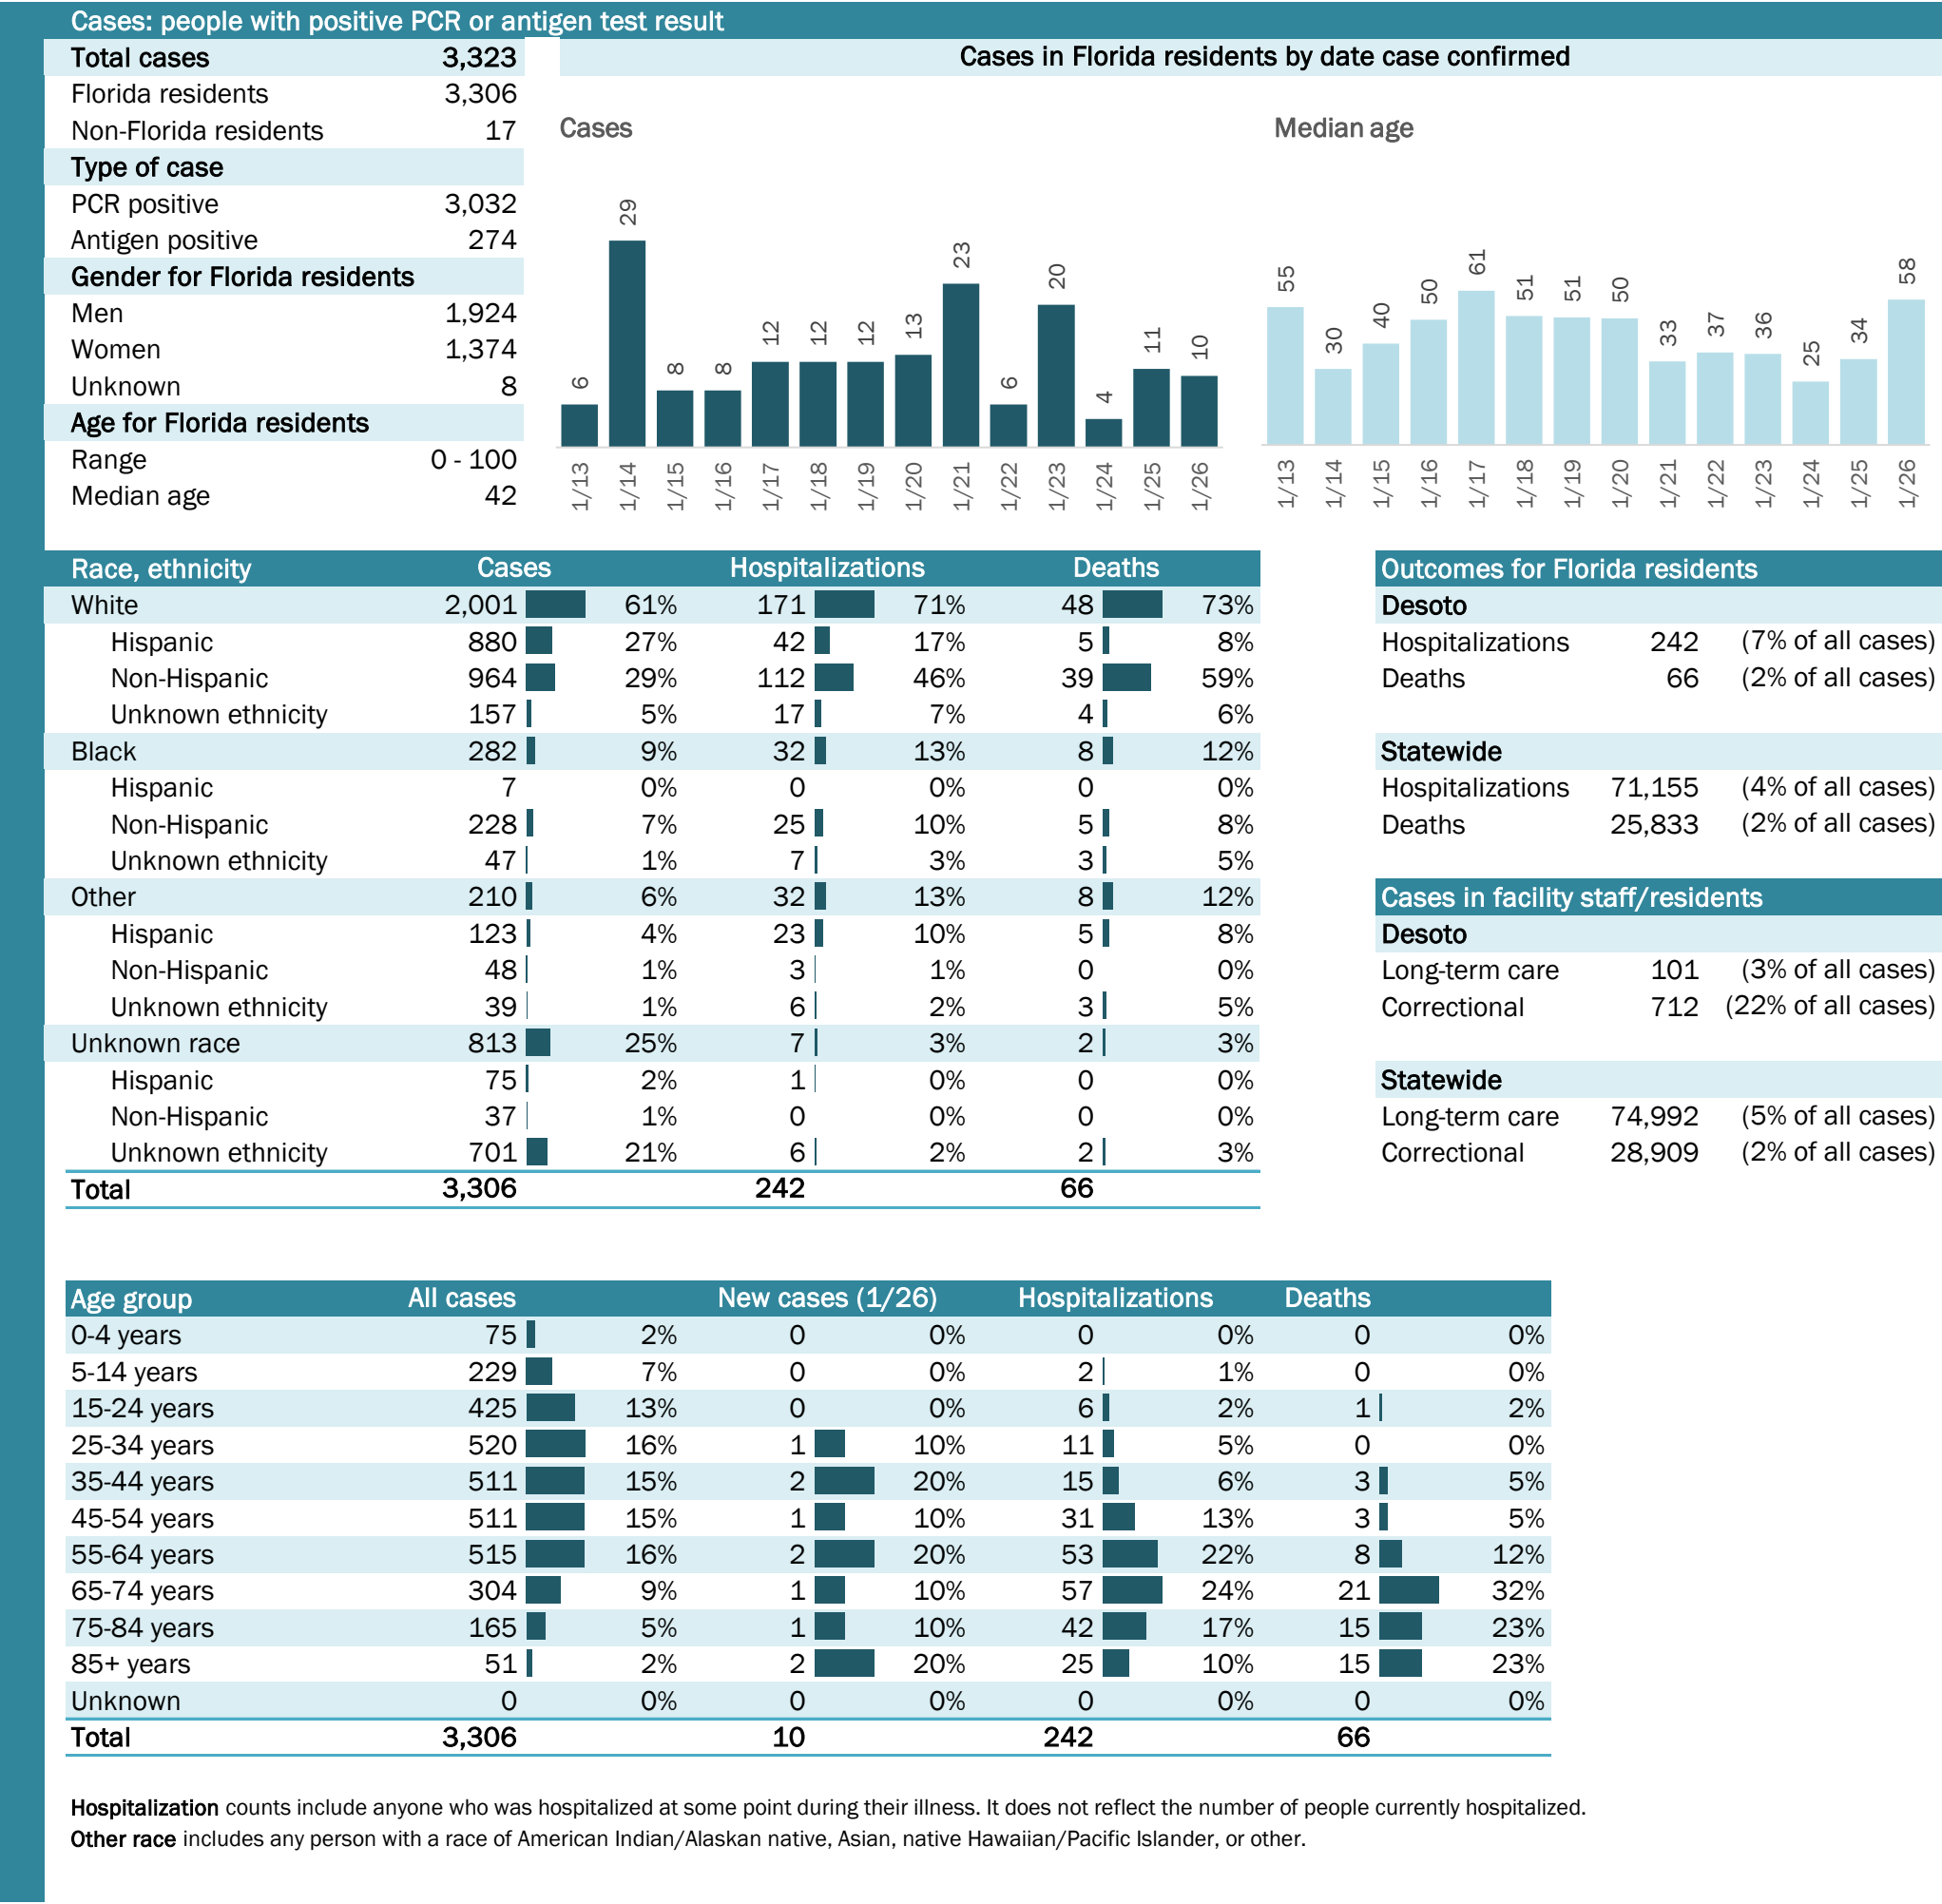 Cases: people with positive PCR or antigen test result
Total cases 3,323
Florida residents 3,306
Non-Florida residents 17
Type of case
PCR positive 3,032
Antigen positive 274
Gender for Florida residents
Men 1,924
Women 1,374
Unknown 8
Age for Florida residents
Range 0 - 100
Median age 42
Cases in Florida residents by date case confirmed
Cases
6 29 8 8 12 12 12 13 23 6 20 4 11 10
1/13 1/14 1/15 1/16 1/17 1/18 1/19 1/20 1/21 1/22 1/23 1/24 1/25 1/26
Median age
55 30 40 50 61 51 51 50 33 37 36 25 34 58
1/13 1/14 1/15 1/16 1/17 1/18 1/19 1/20 1/21 1/22 1/23 1/24 1/25 1/26
Race, ethnicity Cases Hospitalizations Deaths
White 2,001 61% 171 71% 48 73%
Hispanic 880 27% 42 17% 5 8%
Non-Hispanic 964 29% 112 46% 39 59%
Unknown ethnicity 157 5% 17 7% 4 6%
Black 282 9% 32 13% 8 12%
Hispanic 7 0% 0 0% 0 0%
Non-Hispanic 228 7% 25 10% 5 8%
Unknown ethnicity 47 1% 7 3% 3 5%
Other 210 6% 32 13% 8 12%
Hispanic 123 4% 23 10% 5 8%
Non-Hispanic 48 1% 3 1% 0 0%
Unknown ethnicity 39 1% 6 2% 3 5%
Unknown race 813 25% 7 3% 2 3%
Hispanic 75 2% 1 0% 0 0%
Non-Hispanic 37 1% 0 0% 0 0%
Unknown ethnicity 701 21% 6 2% 2 3%
Total 3,306 242 66
Outcomes for Florida residents
Desoto
Hospitalizations 242 (7% of all cases)
Deaths 66 (2% of all cases)
Statewide
Hospitalizations 71,155 (4% of all cases)
Deaths 25,833 (2% of all cases)
Cases in facility staff/residents
Desoto
Long-term care 101 (3% of all cases)
Correctional 712 (22% of all cases)
Statewide
Long-term care 74,992 (5% of all cases)
Correctional 28,909 (2% of all cases)
Age group All cases New cases (1/26) Hospitalizations Deaths
0-4 years 75 2% 0 0% 0 0% 0 0%
5-14 years 229 7% 0 0% 2 1% 0 0%
15-24 years 425 13% 0 0% 6 2% 1 2%
25-34 years 520 16% 1 10% 11 5% 0 0%
35-44 years 511 15% 2 20% 15 6% 3 5%
45-54 years 511 15% 1 10% 31 13% 3 5%
55-64 years 515 16% 2 20% 53 22% 8 12%
65-74 years 304 9% 1 10% 57 24% 21 32%
75-84 years 165 5% 1 10% 42 17% 15 23%
85+ years 51 2% 2 20% 25 10% 15 23%
Unknown 0 0% 0 0% 0 0% 0 0%
Total 3,306 10 242 66
Hospitalization counts include anyone who was hospitalized at some point during their illness. It does not reflect the number of people currently hospitalized.
Other race includes any person with a race of American Indian/Alaskan native, Asian, native Hawaiian/Pacific Islander, or other.